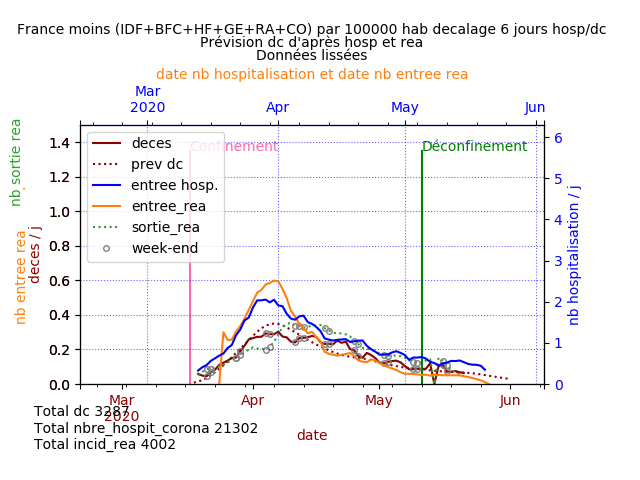 France moins (IDF+BFC+HF+GE+RA+CO) par 100000 hab decalage 6 jours hosp/dc
Prévision dc d'après hosp et rea
Données lissées
date nb hospitalisation et date nb entree rea
Mar
2020
Apr
May
Jun
Confinement
Déconfinement
deces
prev dc
entree hosp.
entree_rea
sortie_rea
week-end
nb sortie rea
nb entree rea
deces / j
1.4
1.2
1.0
0.8
0.6
0.4
0.2
0.0
6
5
4
3
2
1
0
nb hospitalisation / j
Mar
2020
Apr
May
Jun
date
Total dc 3287
Total nbre_hospit_corona 21302
Total incid_rea 4002